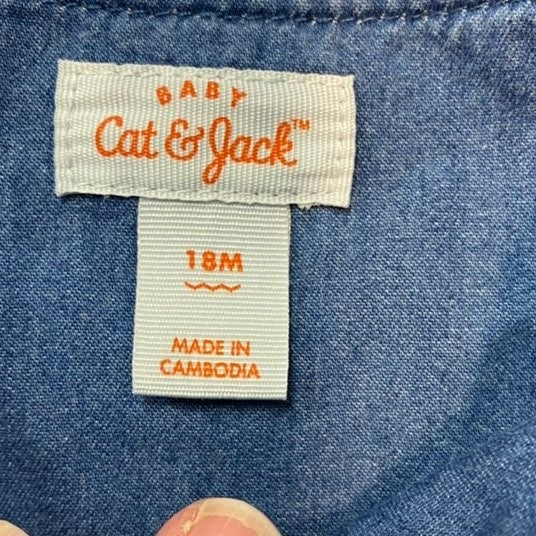 BABY
Cat & Jack™
18M
MADE IN
CAMBODIA